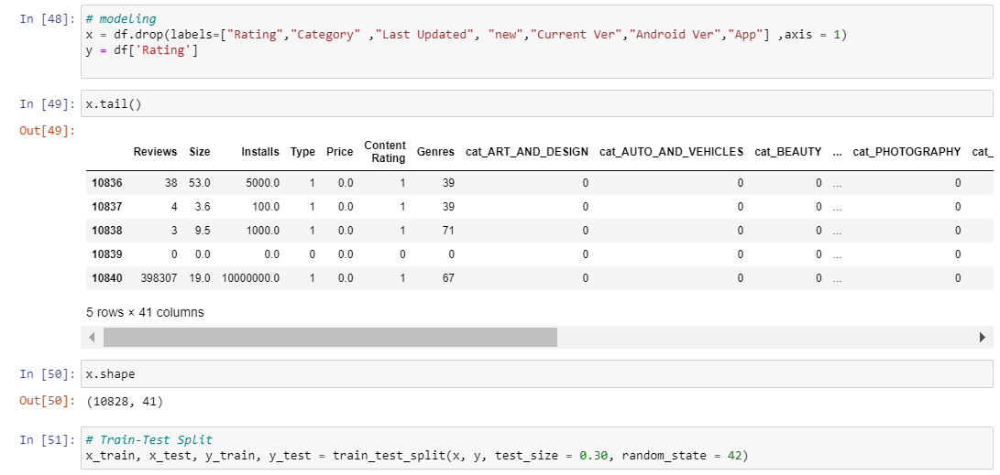 In [48]: # modeling
x = df.drop(labels=["Rating","Category" ,"Last Updated", "new","Current Ver","Android Ver","App"] ,axis = 1)
y = df['Rating']
In [49]: x.tail()
Out[49]:
Reviews Size Installs Type Price Content Rating Genres cat_ART_AND_DESIGN cat_AUTO_AND_VEHICLES cat_BEAUTY ... cat_PHOTOGRAPHY cat_
10836 38 53.0 5000.0 1 0.0 1 39 0 0 0 ... 0
10837 4 3.6 100.0 1 0.0 1 39 0 0 0 ... 0
10838 3 9.5 1000.0 1 0.0 1 71 0 0 0 ... 0
10839 0 0.0 0.0 0 0.0 0 0 0 0 0 ... 0
10840 398307 19.0 10000000.0 1 0.0 1 67 0 0 0 ... 0
5 rows × 41 columns
In [50]: x.shape
Out[50]: (10828, 41)
In [51]: # Train-Test Split
x_train, x_test, y_train, y_test = train_test_split(x, y, test_size = 0.30, random_state = 42)